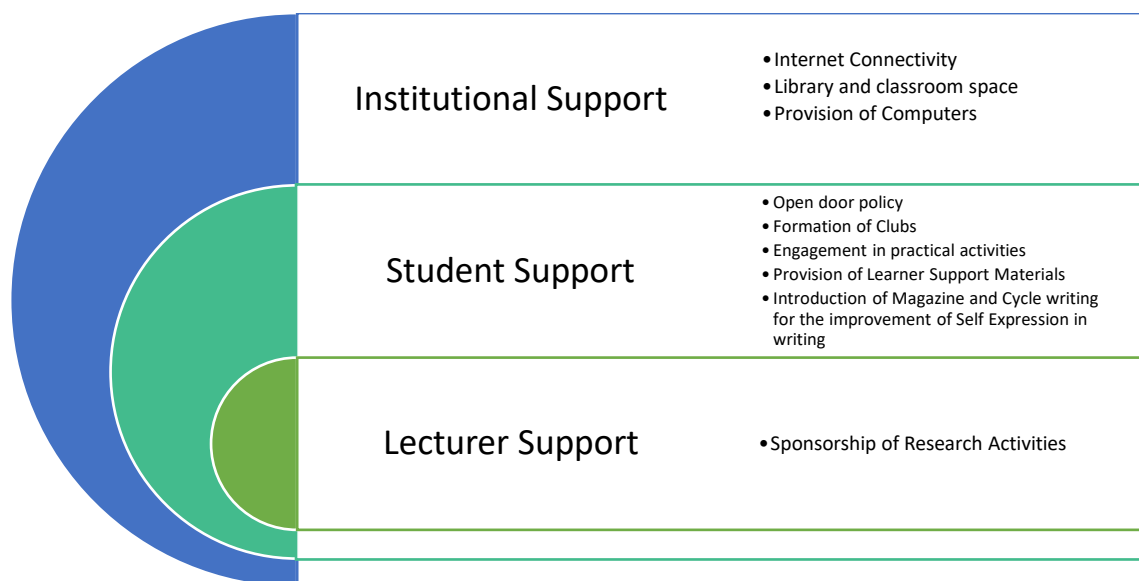 Institutional Support
•Internet Connectivity
•Library and classroom space
•Provision of Computers
Student Support
•Open door policy
•Formation of Clubs
•Engagement in practical activities
•Provision of Learner Support Materials
•Introduction of Magazine and Cycle writing
for the improvement of Self Expression in
writing
Lecturer Support
•Sponsorship of Research Activities